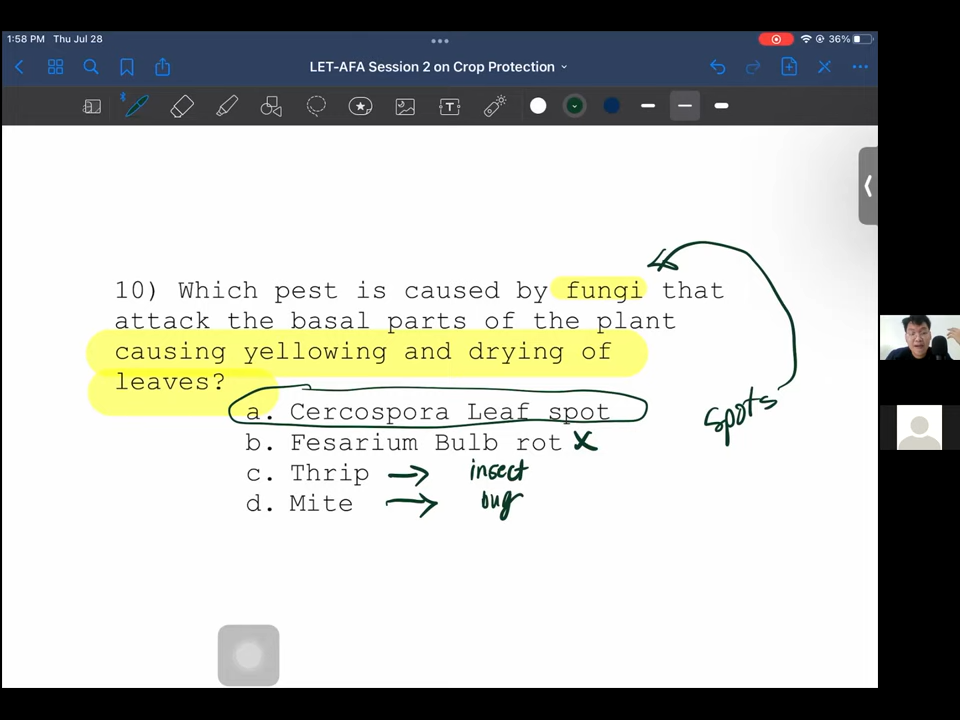 1:58 PM Thu Jul 28
36%
LET-AFA Session 2 on Crop Protection
T
10) Which pest is caused by fungi that
attack the basal parts of the plant
causing yellowing and drying of
leaves?
a. Cercospora Leaf spot
b. Fesarium Bulb rot x
c. Thrip → insect
d. Mite → bug
spots